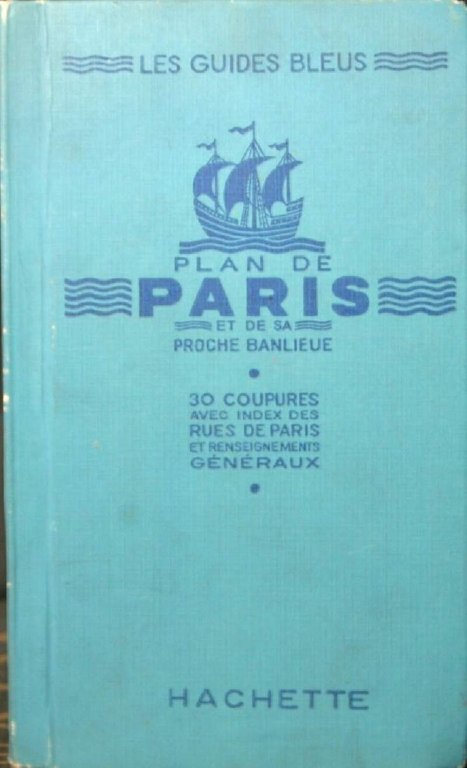 LES GUIDES BLEUS
PLAN DE
PARIS
ET DE SA
PROCHE BANLIEUE
30 COUPURES
AVEC INDEX DES
RUES DE PARIS
ET RENSEIGNEMENTS
GÉNÉRAUX
HACHETTE